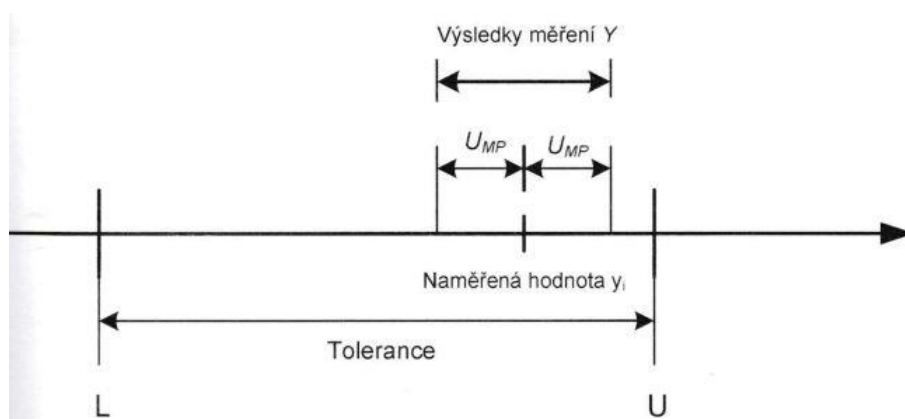 Výsledky měření Y
U_MP U_MP
Naměřená hodnota y_i
Tolerance
L U